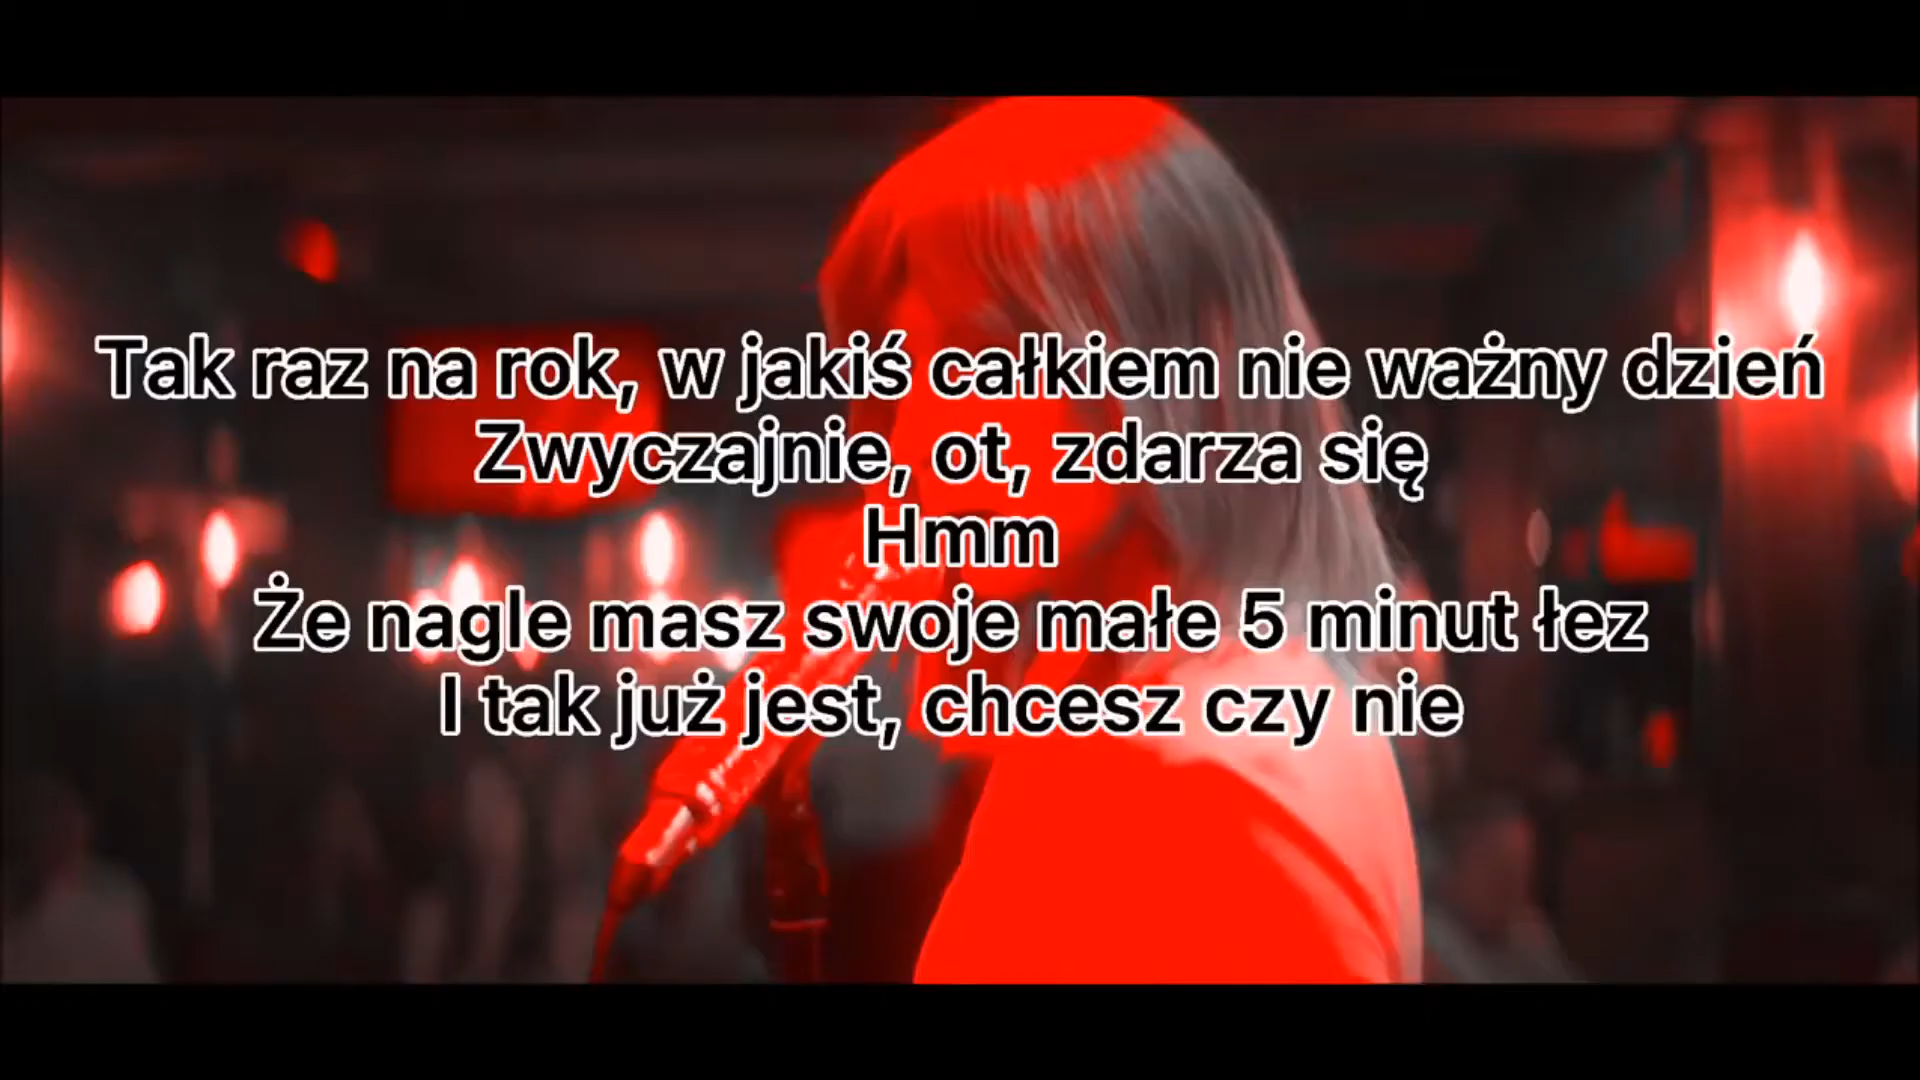 Tak raz na rok, w jakiś całkiem nie ważny dzień
Zwyczajnie, ot, zdarza się
Hmm
Że nagle masz swoje małe 5 minut łez
I tak już jest, chcesz czy nie